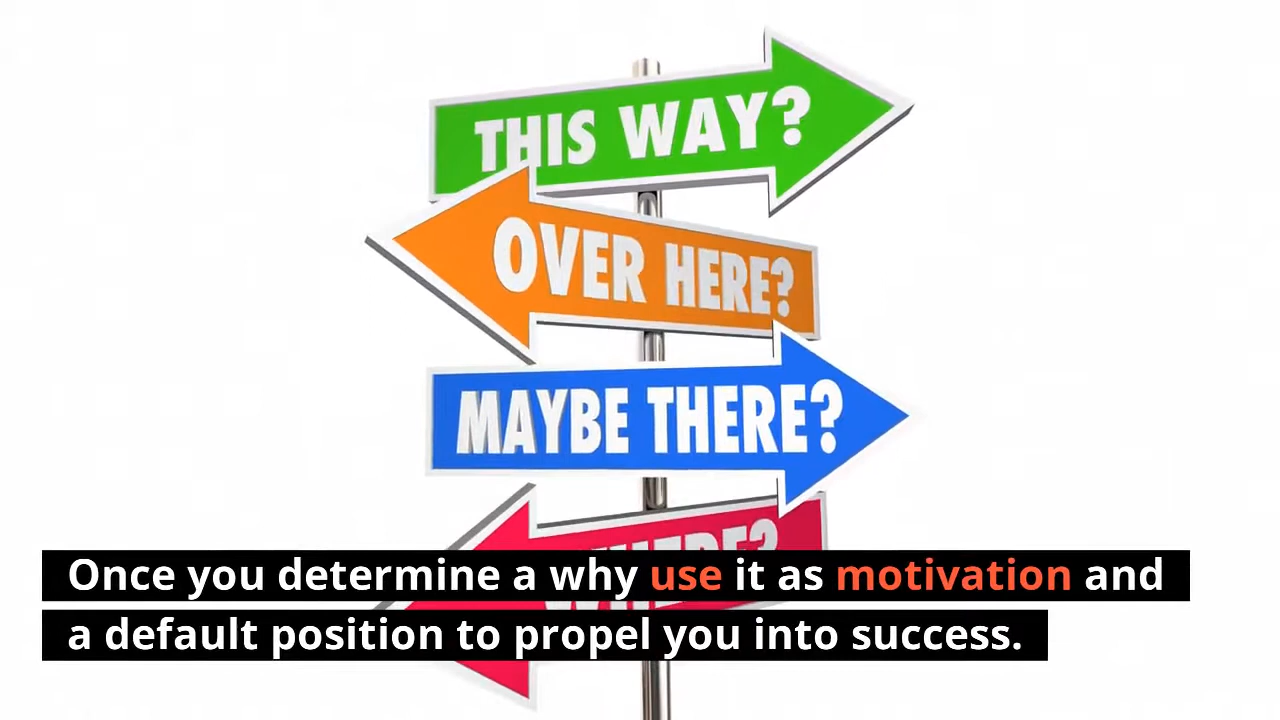 THIS WAY?
OVER HERE?
MAYBE THERE?
WHERE?
Once you determine a why use it as motivation and
a default position to propel you into success.